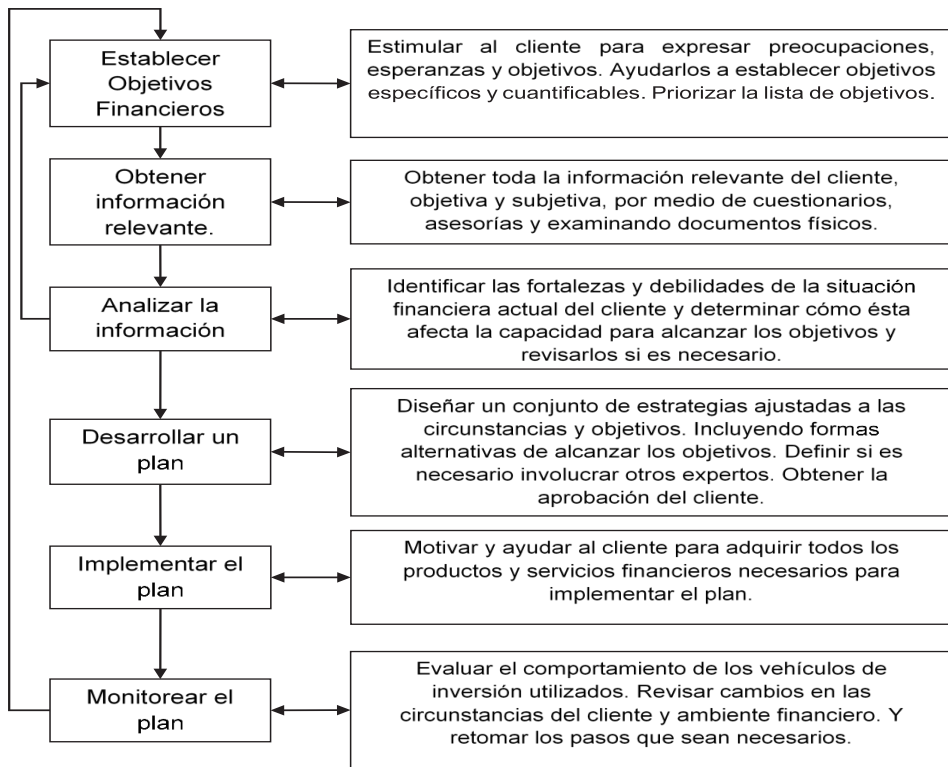 Establecer
Objetivos
Financieros
Estimular al cliente para expresar preocupaciones,
esperanzas y objetivos. Ayudarlos a establecer objetivos
específicos y cuantificables. Priorizar la lista de objetivos.
Obtener
información
relevante.
Obtener toda la información relevante del cliente,
objetiva y subjetiva, por medio de cuestionarios,
asesorías y examinando documentos físicos.
Analizar la
información
Identificar las fortalezas y debilidades de la situación
financiera actual del cliente y determinar cómo ésta
afecta la capacidad para alcanzar los objetivos y
revisarlos si es necesario.
Desarrollar un
plan
Diseñar un conjunto de estrategias ajustadas a las
circunstancias y objetivos. Incluyendo formas
alternativas de alcanzar los objetivos. Definir si es
necesario involucrar otros expertos. Obtener la
aprobación del cliente.
Implementar el
plan
Motivar y ayudar al cliente para adquirir todos los
productos y servicios financieros necesarios para
implementar el plan.
Monitorear el
plan
Evaluar el comportamiento de los vehículos de
inversión utilizados. Revisar cambios en las
circunstancias del cliente y ambiente financiero. Y
retomar los pasos que sean necesarios.